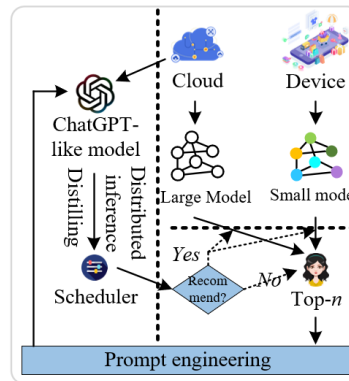 Cloud
Device
ChatGPT-
like model
Large Model
Small model
Distilling
Distributed
inference
Yes
Scheduler
Recom
mend?
No
Top-n
Prompt engineering